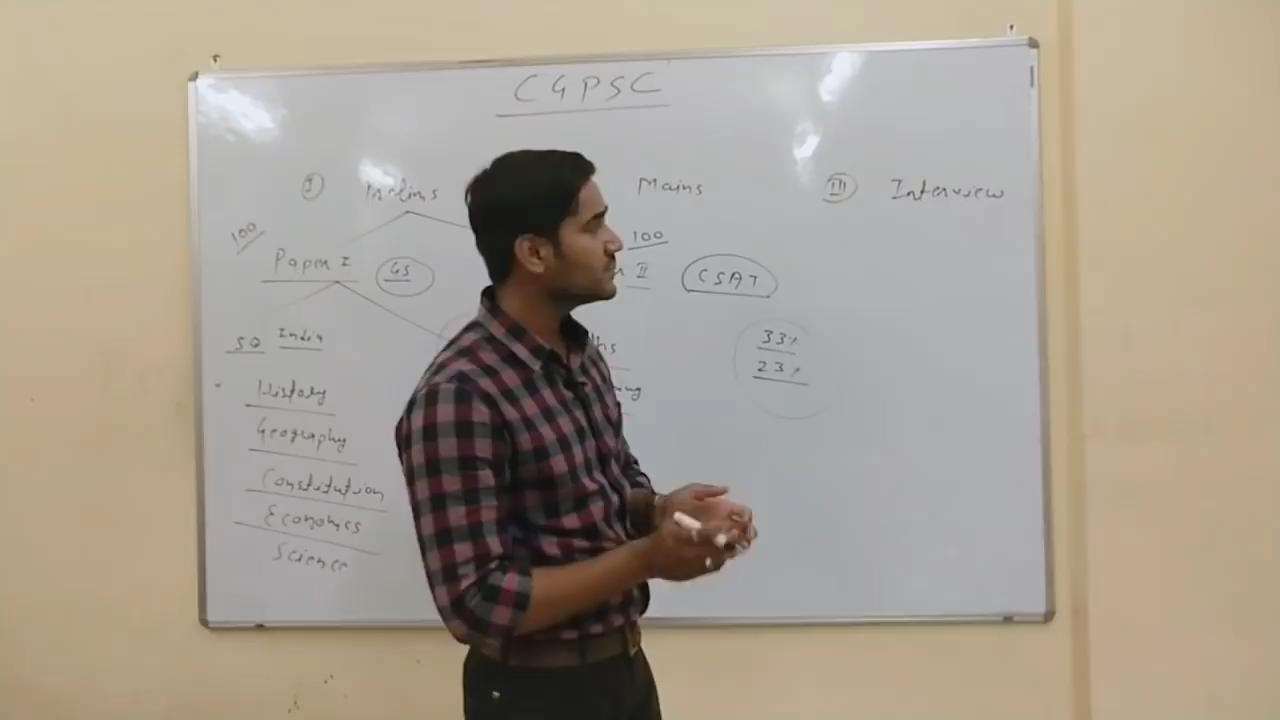 CGPSC
I Prelims Mains III Interview
100 100
Paper I GS II CSAT
50 India 33%
23%
History
Geography
Constitution
Economics
Science